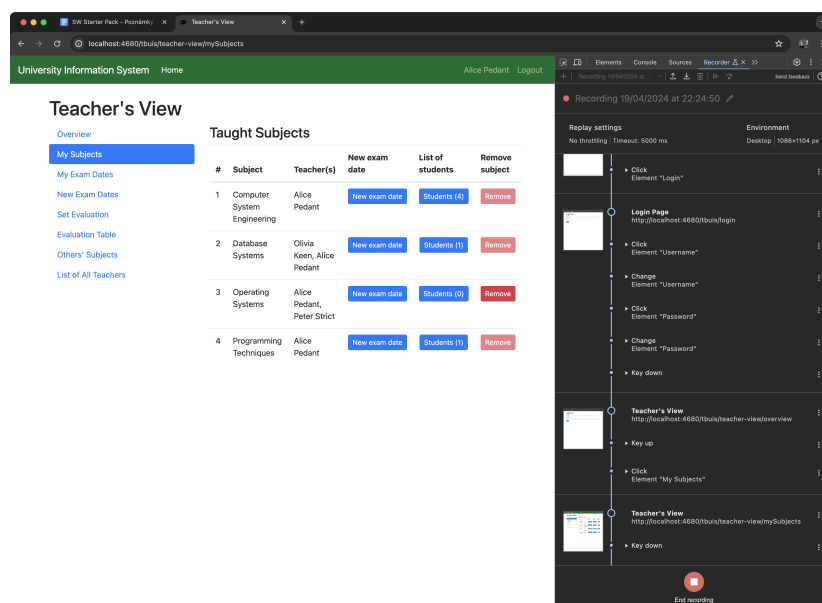 SW Starter Pack - Poznámky
Teacher's View
localhost:4680/tbuis/teacher-view/mySubjects
University Information System Home Alice Pedant Logout
Teacher's View
Overview
My Subjects
My Exam Dates
New Exam Dates
Set Evaluation
Evaluation Table
Others' Subjects
List of All Teachers
Taught Subjects
# Subject Teacher(s) New exam date List of students Remove subject
1 Computer System Engineering Alice Pedant New exam date Students (4) Remove
2 Database Systems Olivia Keen, Alice Pedant New exam date Students (1) Remove
3 Operating Systems Alice Pedant, Peter Strict New exam date Students (0) Remove
4 Programming Techniques Alice Pedant New exam date Students (1) Remove
Elements Console Sources Recorder
Recording 19/04/2024 at ... Send feedback
Recording 19/04/2024 at 22:24:50
Replay settings Environment
No throttling Timeout: 5000 ms Desktop 1086×1104 px
Click
Element "Login"
Login Page
http://localhost:4680/tbuis/login
Click
Element "Username"
Change
Element "Username"
Click
Element "Password"
Change
Element "Password"
Key down
Teacher's View
http://localhost:4680/tbuis/teacher-view/overview
Key up
Click
Element "My Subjects"
Teacher's View
http://localhost:4680/tbuis/teacher-view/mySubjects
Key down
End recording